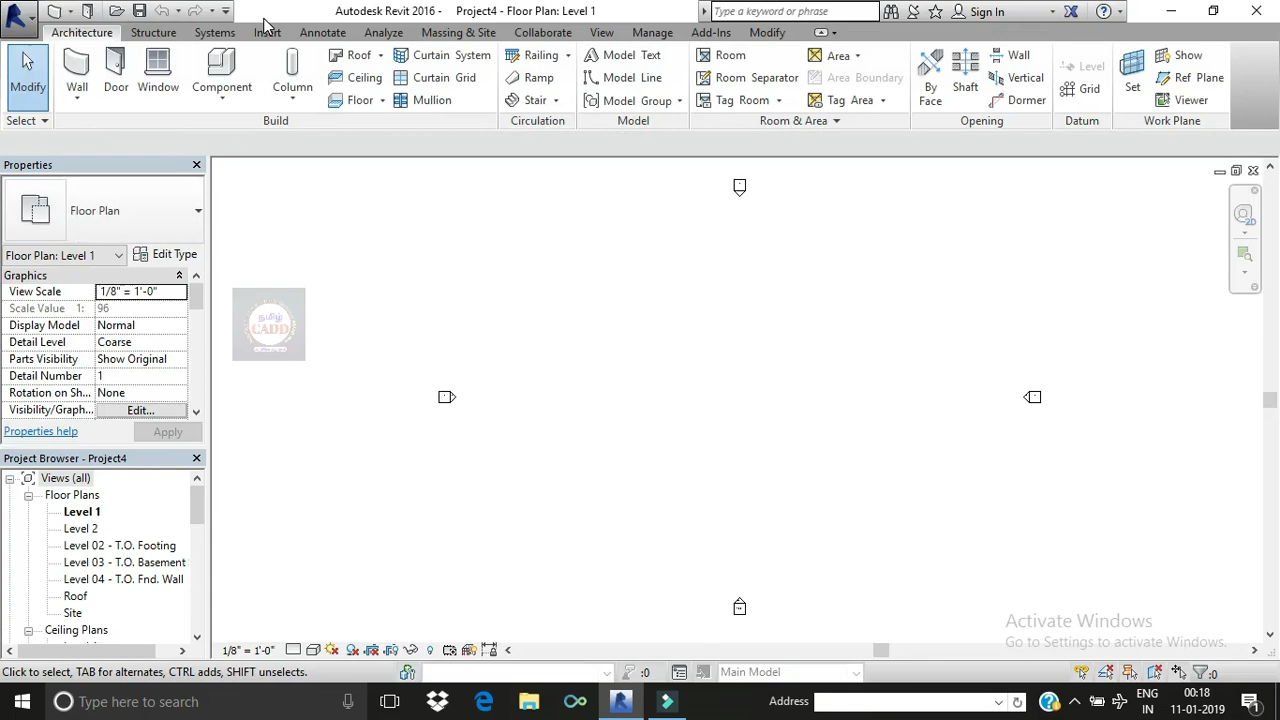 Autodesk Revit 2016 - Project4 - Floor Plan: Level 1
Type a keyword or phrase
Sign In
Architecture Structure Systems Insert Annotate Analyze Massing & Site Collaborate View Manage Add-Ins Modify
Modify
Wall
Door
Window
Component
Column
Roof
Ceiling
Floor
Curtain System
Curtain Grid
Mullion
Railing
Ramp
Stair
Model Text
Model Line
Model Group
Room
Room Separator
Tag Room
Area
Area Boundary
Tag Area
By Face
Shaft
Wall
Vertical
Dormer
Level
Grid
Set
Show
Ref Plane
Viewer
Select
Build
Circulation
Model
Room & Area
Opening
Datum
Work Plane
Properties
Floor Plan
Floor Plan: Level 1
Edit Type
Graphics
View Scale 1/8" = 1'-0"
Scale Value 1: 96
Display Model Normal
Detail Level Coarse
Parts Visibility Show Original
Detail Number 1
Rotation on Sh... None
Visibility/Graph... Edit...
Properties help
Apply
Project Browser - Project4
Views (all)
Floor Plans
Level 1
Level 2
Level 02 - T.O. Footing
Level 03 - T.O. Basement
Level 04 - T.O. Fnd. Wall
Roof
Site
Ceiling Plans
தமிழ்
CADD
2D
Activate Windows
Go to Settings to activate Windows.
1/8" = 1'-0"
Click to select, TAB for alternates, CTRL adds, SHIFT unselects.
:0
Main Model
:0
Type here to search
Address
ENG
IN
00:18
11-01-2019
1